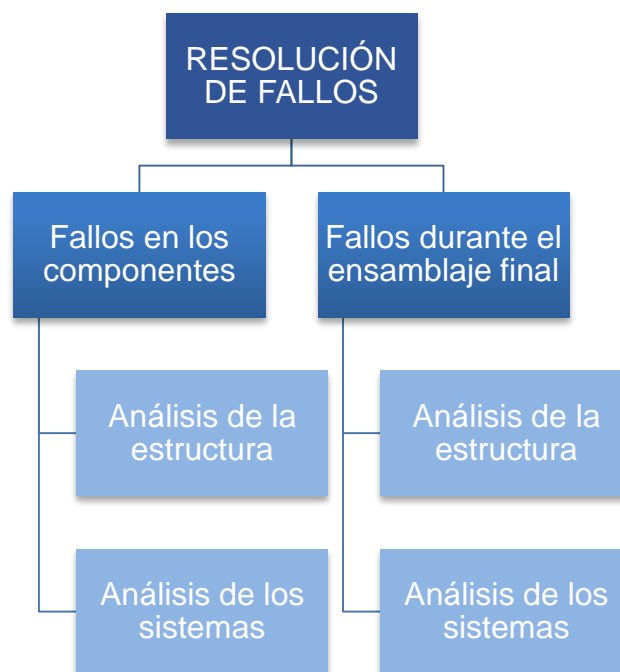 RESOLUCIÓN
DE FALLOS
Fallos en los
componentes
Fallos durante el
ensamblaje final
Análisis de la
estructura
Análisis de la
estructura
Análisis de los
sistemas
Análisis de los
sistemas